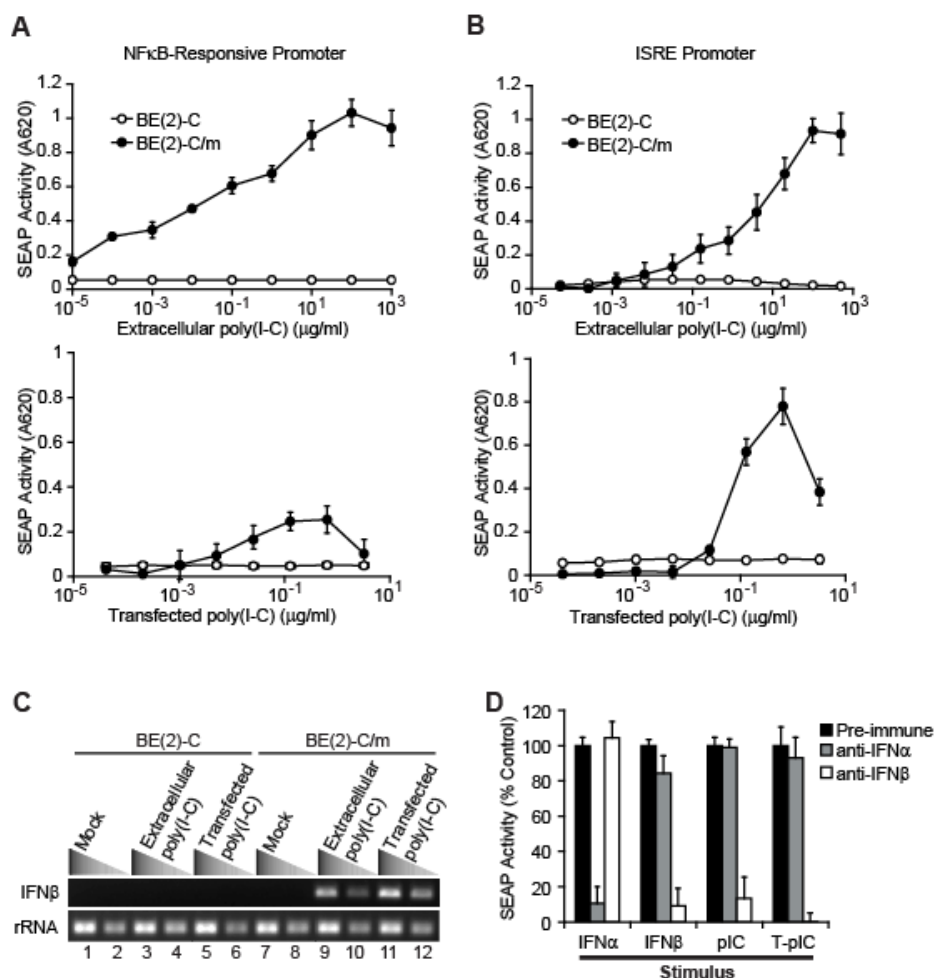 A
NFκB-Responsive Promoter
1.2
1
0.8
0.6
0.4
0.2
0
SEAP Activity (A620)
BE(2)-C
BE(2)-C/m
10-5 10-3 10-1 101 103
Extracellular poly(I-C) (μg/ml)
1
0.8
0.6
0.4
0.2
0
SEAP Activity (A620)
10-5 10-3 10-1 101
Transfected poly(I-C) (μg/ml)
B
ISRE Promoter
1.2
1
0.8
0.6
0.4
0.2
0
SEAP Activity (A620)
BE(2)-C
BE(2)-C/m
10-5 10-3 10-1 101 103
Extracellular poly(I-C) (μg/ml)
1
0.8
0.6
0.4
0.2
0
SEAP Activity (A620)
10-5 10-3 10-1 101
Transfected poly(I-C) (μg/ml)
C
BE(2)-C BE(2)-C/m
Mock
Extracellular
poly(I-C)
Transfected
poly(I-C)
Mock
Extracellular
poly(I-C)
Transfected
poly(I-C)
IFNβ
rRNA
1 2 3 4 5 6 7 8 9 10 11 12
D
120
100
80
60
40
20
0
SEAP Activity (% Control)
Pre-immune
anti-IFNα
anti-IFNβ
IFNα IFNβ pIC T-pIC
Stimulus